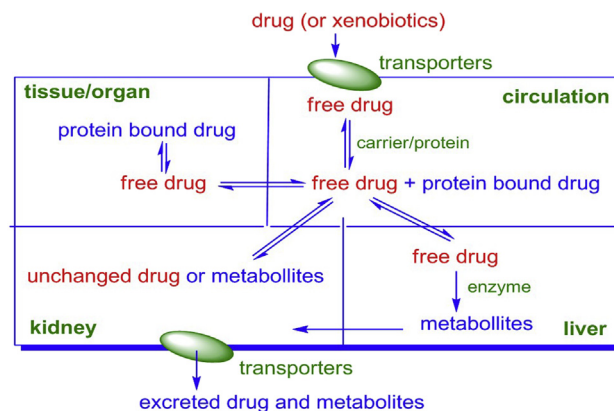 drug (or xenobiotics)
transporters
tissue/organ
circulation
free drug
protein bound drug
carrier/protein
free drug
free drug + protein bound drug
free drug
unchanged drug or metabollites
enzyme
metabollites
kidney
liver
transporters
excreted drug and metabolites